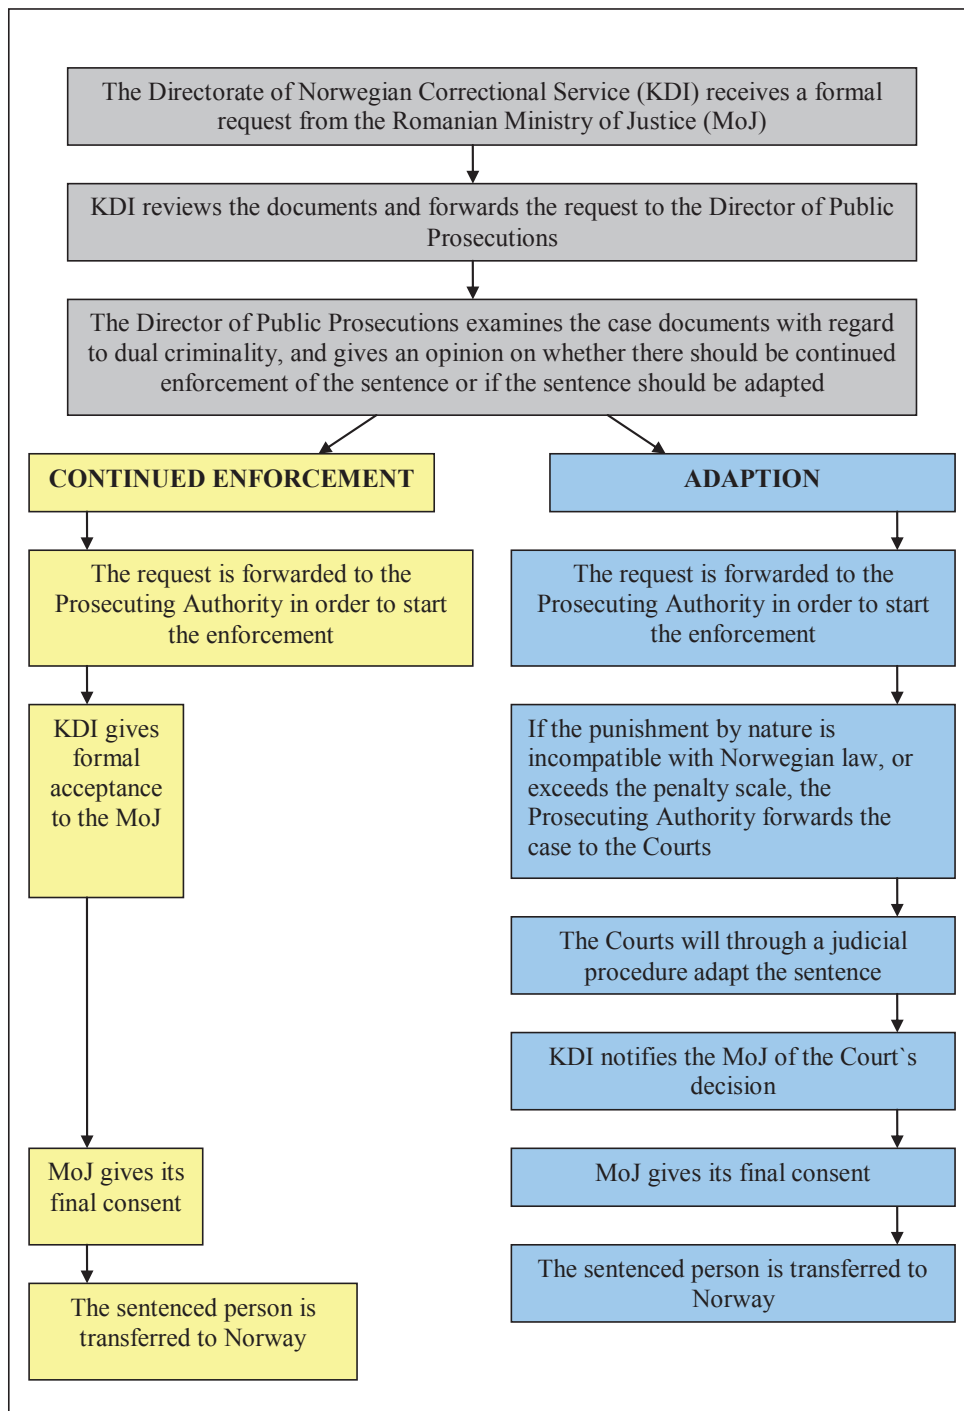 The Directorate of Norwegian Correctional Service (KDI) receives a formal
request from the Romanian Ministry of Justice (MoJ)
KDI reviews the documents and forwards the request to the Director of Public
Prosecutions
The Director of Public Prosecutions examines the case documents with regard
to dual criminality, and gives an opinion on whether there should be continued
enforcement of the sentence or if the sentence should be adapted
CONTINUED ENFORCEMENT
The request is forwarded to the
Prosecuting Authority in order to start
the enforcement
KDI gives
formal
acceptance
to the MoJ
MoJ gives its
final consent
The sentenced person is
transferred to Norway
ADAPTION
The request is forwarded to the
Prosecuting Authority in order to start
the enforcement
If the punishment by nature is
incompatible with Norwegian law, or
exceeds the penalty scale, the
Prosecuting Authority forwards the
case to the Courts
The Courts will through a judicial
procedure adapt the sentence
KDI notifies the MoJ of the Court`s
decision
MoJ gives its final consent
The sentenced person is transferred to
Norway